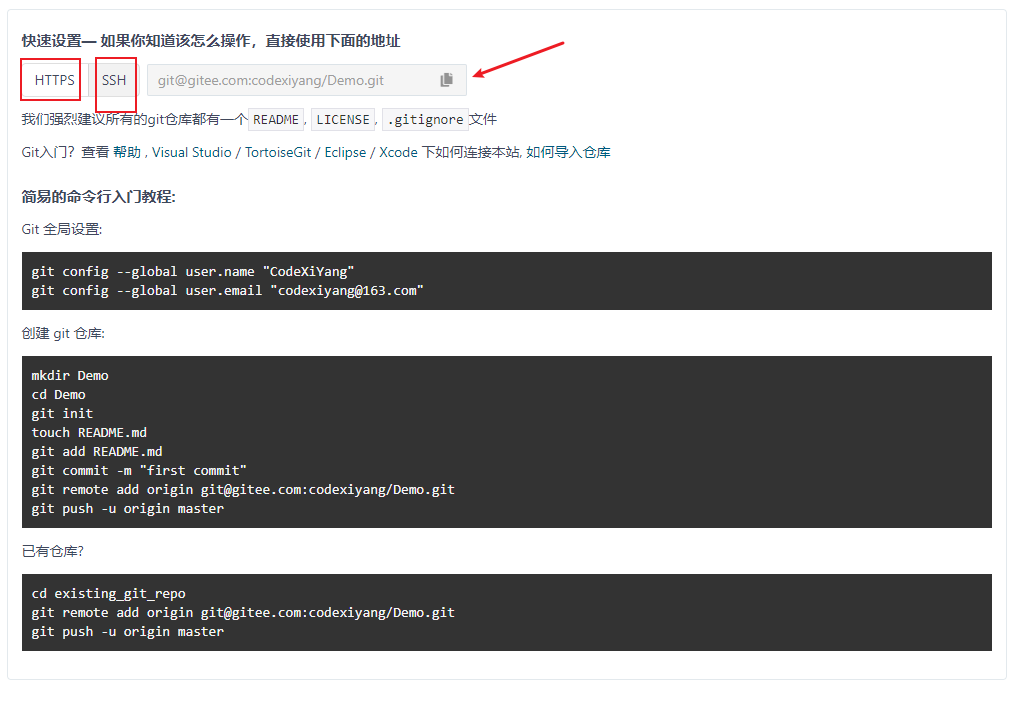 快速设置— 如果你知道该怎么操作，直接使用下面的地址
HTTPS SSH git@gitee.com:codexiyang/Demo.git
我们强烈建议所有的git仓库都有一个 README , LICENSE , .gitignore 文件
Git入门？查看 帮助 , Visual Studio / TortoiseGit / Eclipse / Xcode 下如何连接本站, 如何导入仓库
简易的命令行入门教程:
Git 全局设置:
git config --global user.name "CodeXiYang"
git config --global user.email "codexiyang@163.com"
创建 git 仓库:
mkdir Demo
cd Demo
git init
touch README.md
git add README.md
git commit -m "first commit"
git remote add origin git@gitee.com:codexiyang/Demo.git
git push -u origin master
已有仓库?
cd existing_git_repo
git remote add origin git@gitee.com:codexiyang/Demo.git
git push -u origin master